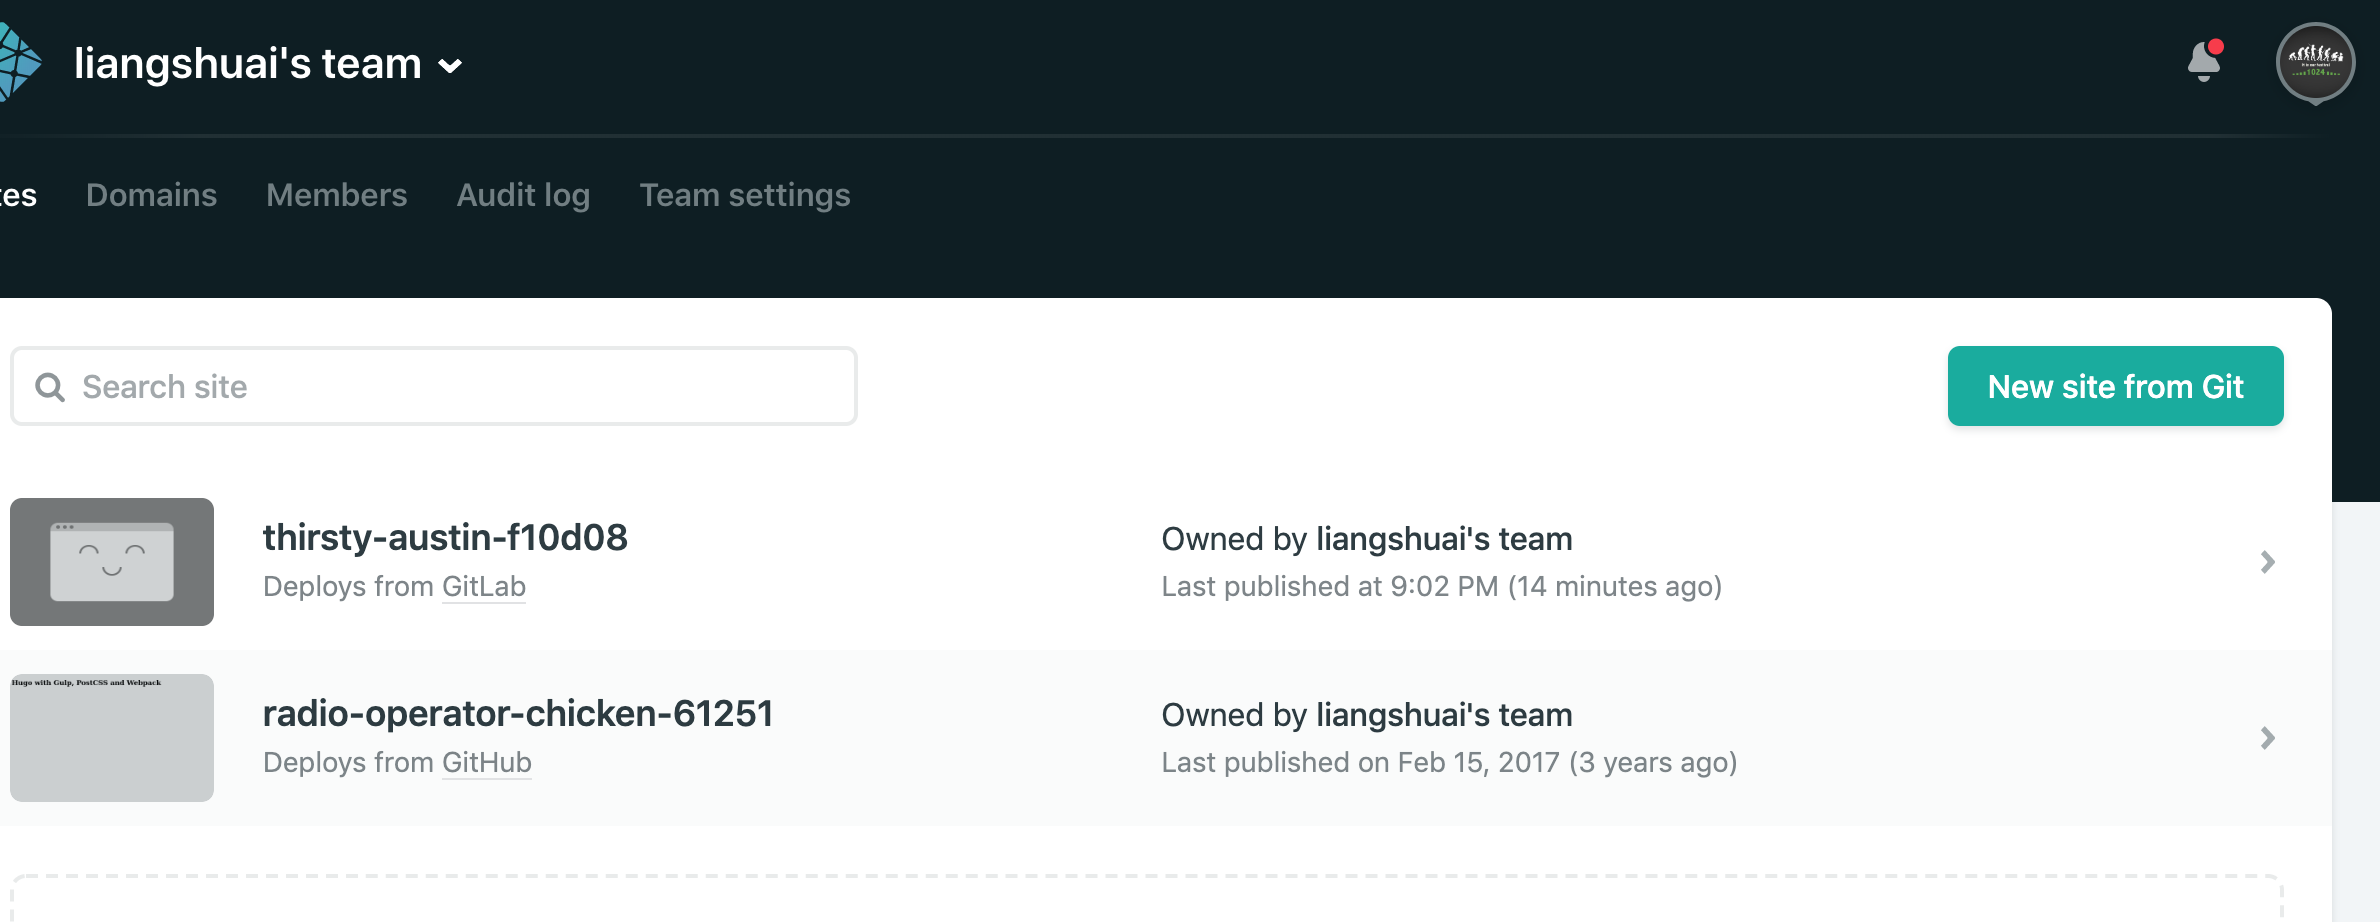 liangshuai's team
tes Domains Members Audit log Team settings
Search site
New site from Git
thirsty-austin-f10d08
Deploys from GitLab
Owned by liangshuai's team
Last published at 9:02 PM (14 minutes ago)
Hugo with Gulp, PostCSS and Webpack
radio-operator-chicken-61251
Deploys from GitHub
Owned by liangshuai's team
Last published on Feb 15, 2017 (3 years ago)
1024